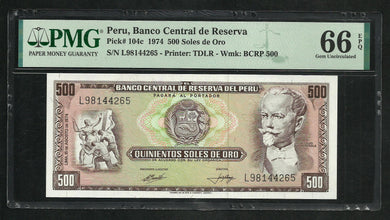 PMG
PAPER MONEY GUARANTY
Peru, Banco Central de Reserva
Pick# 104c 1974 500 Soles de Oro
S/N L98144265 - Printer: TDLR - Wmk: BCRP 500
66 EPQ
Gem Uncirculated
500 BANCO CENTRAL DE RESERVA DEL PERU 500
PAGARÁ AL PORTADOR
L98144265
QUINIENTOS SOLES DE ORO
500 L98144265 500